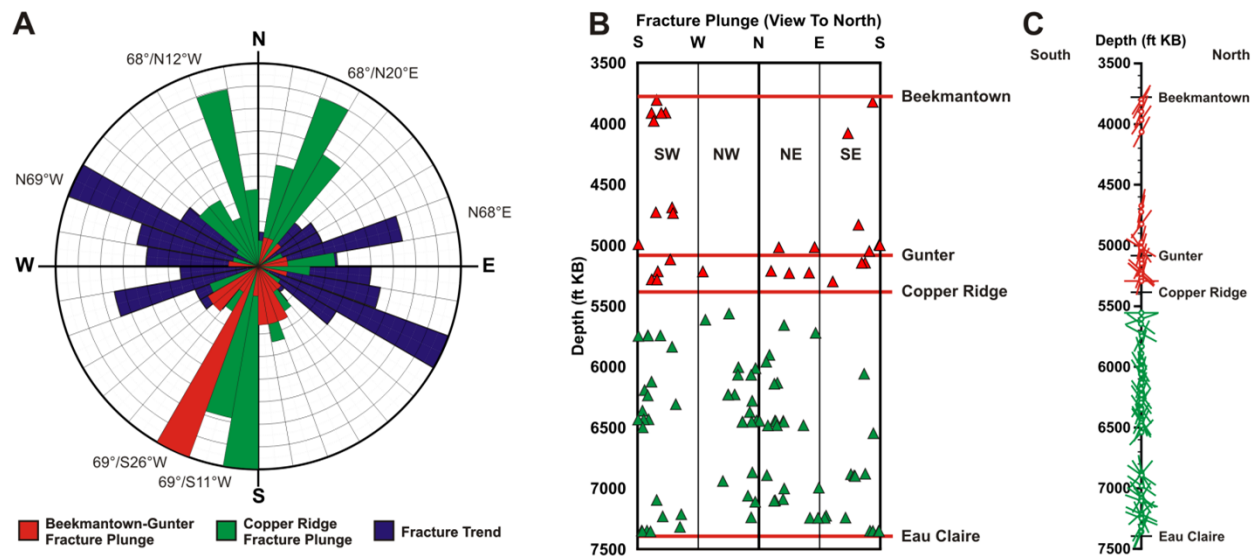 A
N
68°/N12°W
68°/N20°E
N69°W
N68°E
W
E
69°/S26°W
69°/S11°W
S
Beekmantown-Gunter
Fracture Plunge
Copper Ridge
Fracture Plunge
Fracture Trend
B
Fracture Plunge (View To North)
S W N E S
3500
4000
4500
5000
5500
6000
6500
7000
7500
Depth (ft KB)
SW NW NE SE
Beekmantown
Gunter
Copper Ridge
Eau Claire
C
Depth (ft KB)
South North
3500
4000
4500
5000
5500
6000
6500
7000
7500
Beekmantown
Gunter
Copper Ridge
Eau Claire